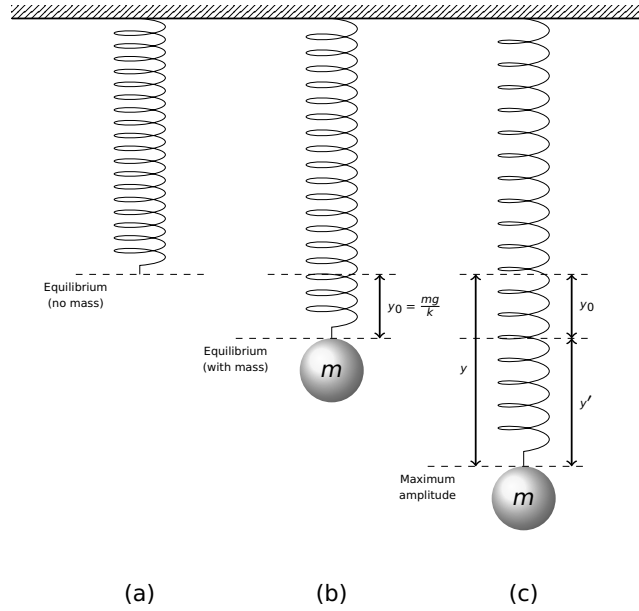 Equilibrium
(no mass)
y₀ = mg/k
Equilibrium
(with mass)
m
y₀
y
y′
Maximum
amplitude
m
(a) (b) (c)